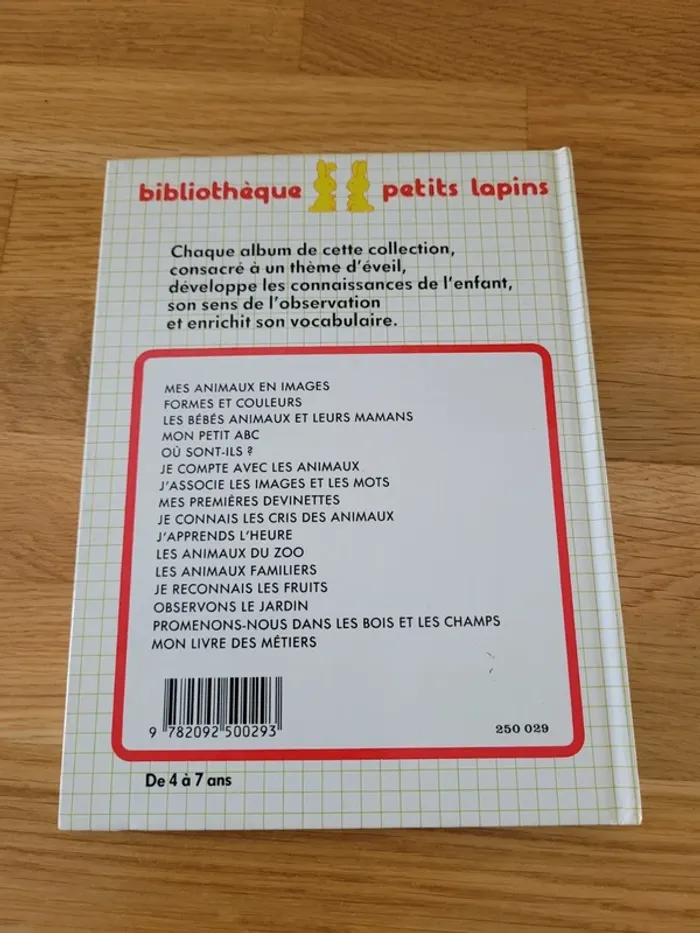 bibliothèque petits lapins
Chaque album de cette collection,
consacré à un thème d'éveil,
développe les connaissances de l'enfant,
son sens de l'observation
et enrichit son vocabulaire.
MES ANIMAUX EN IMAGES
FORMES ET COULEURS
LES BÉBÉS ANIMAUX ET LEURS MAMANS
MON PETIT ABC
OÙ SONT-ILS ?
JE COMPTE AVEC LES ANIMAUX
J'ASSOCIE LES IMAGES ET LES MOTS
MES PREMIÈRES DEVINETTES
JE CONNAIS LES CRIS DES ANIMAUX
J'APPRENDS L'HEURE
LES ANIMAUX DU ZOO
LES ANIMAUX FAMILIERS
JE RECONNAIS LES FRUITS
OBSERVONS LE JARDIN
PROMENONS-NOUS DANS LES BOIS ET LES CHAMPS
MON LIVRE DES MÉTIERS
9 782092 500293
250 029
De 4 à 7 ans